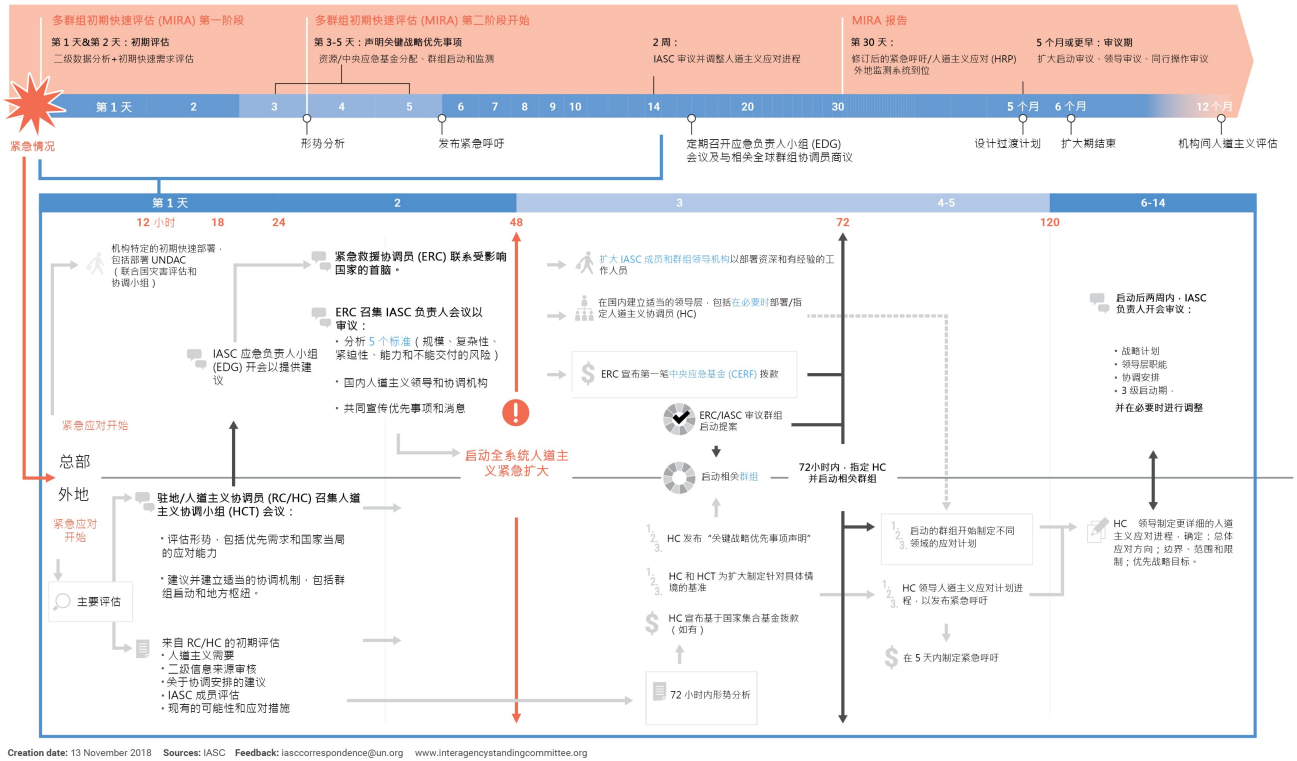 多群组初期快速评估 (MIRA) 第一阶段
多群组初期快速评估 (MIRA) 第二阶段开始
MIRA 报告
第 1 天&第 2 天：初期评估
二级数据分析+初期快速需求评估
第 3-5 天：声明关键战略优先事项
资源/中央应急基金分配、群组启动和监测
2 周：
IASC 审议并调整人道主义应对进程
第 30 天：
修订后的紧急呼吁/人道主义应对 (HRP)
外地监测系统到位
5 个月或更早：审议期
扩大启动审议、领导审议、同行操作审议
第 1 天
2
3
4
5
6
7
8
9
10
14
20
30
5 个月
6 个月
12 个月
紧急情况
形势分析
发布紧急呼吁
定期召开应急负责人小组 (EDG)
会议及与相关全球群组协调员商议
设计过渡计划
扩大期结束
机构间人道主义评估
第 1 天
2
3
4-5
6-14
12 小时
18
24
48
72
120
机构特定的初期快速部署，
包括部署 UNDAC
（联合国灾害评估和
协调小组）
紧急应对开始
IASC 应急负责人小组
(EDG) 开会以提供建
议
紧急救援协调员 (ERC) 联系受影响
国家的首脑。
ERC 召集 IASC 负责人会议以
审议：
• 分析 5 个标准（规模、复杂性、
紧迫性、能力和不能交付的风险）
• 国内人道主义领导和协调机构
• 共同宣传优先事项和消息
启动全系统人道主
义紧急扩大
扩大 IASC 成员和群组领导机构以部署资深和有经验的工
作人员
在国内建立适当的领导层，包括在必要时部署/指
定人道主义协调员 (HC)
$ ERC 宣布第一笔中央应急基金 (CERF) 拨款
ERC/IASC 审议群组
启动提案
启动相关群组
72小时内，指定 HC
并启动相关群组
启动后两周内，IASC
负责人开会审议：
• 战略计划
• 领导层职能
• 协调安排
• 3 级启动期，
并在必要时进行调整
总部
外地
紧急应对
开始
主要评估
驻地/人道主义协调员 (RC/HC) 召集人道
主义协调小组 (HCT) 会议：
• 评估形势，包括优先需求和国家当局
的应对能力
• 建议并建立适当的协调机制，包括群
组启动和地方枢纽。
来自 RC/HC 的初期评估
• 人道主义需要
• 二级信息来源审核
• 关于协调安排的建议
• IASC 成员评估
• 现有的可能性和应对措施
1. 2. 3. HC 发布“关键战略优先事项声明”
1. 2. 3. HC 和 HCT 为扩大制定针对具体情
境的基准
$ HC 宣布基于国家集合基金拨款
（如有）
72 小时内形势分析
1. 2. 3. 启动的群组开始制定不同
领域的应对计划
1. 2. 3. HC 领导人道主义应对计划进
程，以发布紧急呼吁
$ 在 5 天内制定紧急呼吁
HC 领导制定更详细的人道
主义应对进程，确定：总体
应对方向；边界、范围和限
制；优先战略目标。
Creation date: 13 November 2018 Sources: IASC Feedback: iasccorrespondence@un.org www.interagencystandingcommittee.org